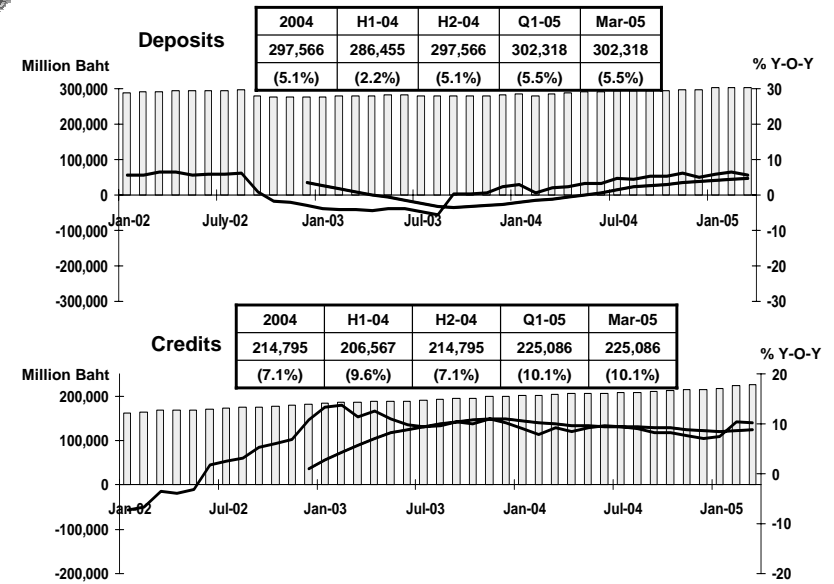 Deposits
2004 H1-04 H2-04 Q1-05 Mar-05
297,566 286,455 297,566 302,318 302,318
(5.1%) (2.2%) (5.1%) (5.5%) (5.5%)
Million Baht
% Y-O-Y
300,000 30
200,000 20
100,000 10
0 0
Jan-02 July-02 Jan-03 Jul-03 Jan-04 Jul-04 Jan-05
-100,000 -10
-200,000 -20
-300,000 -30
Credits
2004 H1-04 H2-04 Q1-05 Mar-05
214,795 206,567 214,795 225,086 225,086
(7.1%) (9.6%) (7.1%) (10.1%) (10.1%)
Million Baht
% Y-O-Y
20
200,000
100,000 10
0 0
Jan-02 Jul-02 Jan-03 Jul-03 Jan-04 Jul-04 Jan-05
-100,000 -10
-200,000 -20